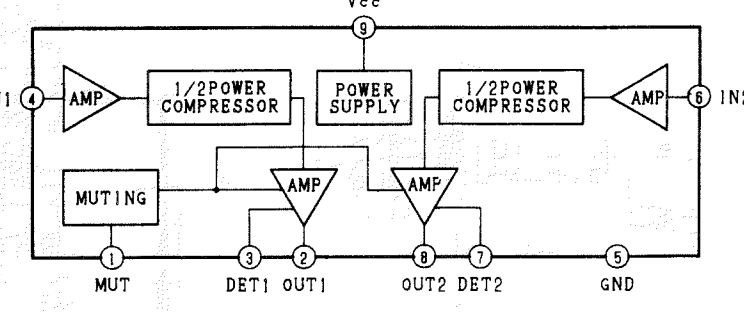 Vcc
9
1/2POWER
COMPRESSOR
POWER
SUPPLY
1/2POWER
COMPRESSOR
4
AMP
AMP
6
IN2
MUTING
AMP
AMP
1
3
2
8
7
5
MUT
DET1
OUT1
OUT2
DET2
GND